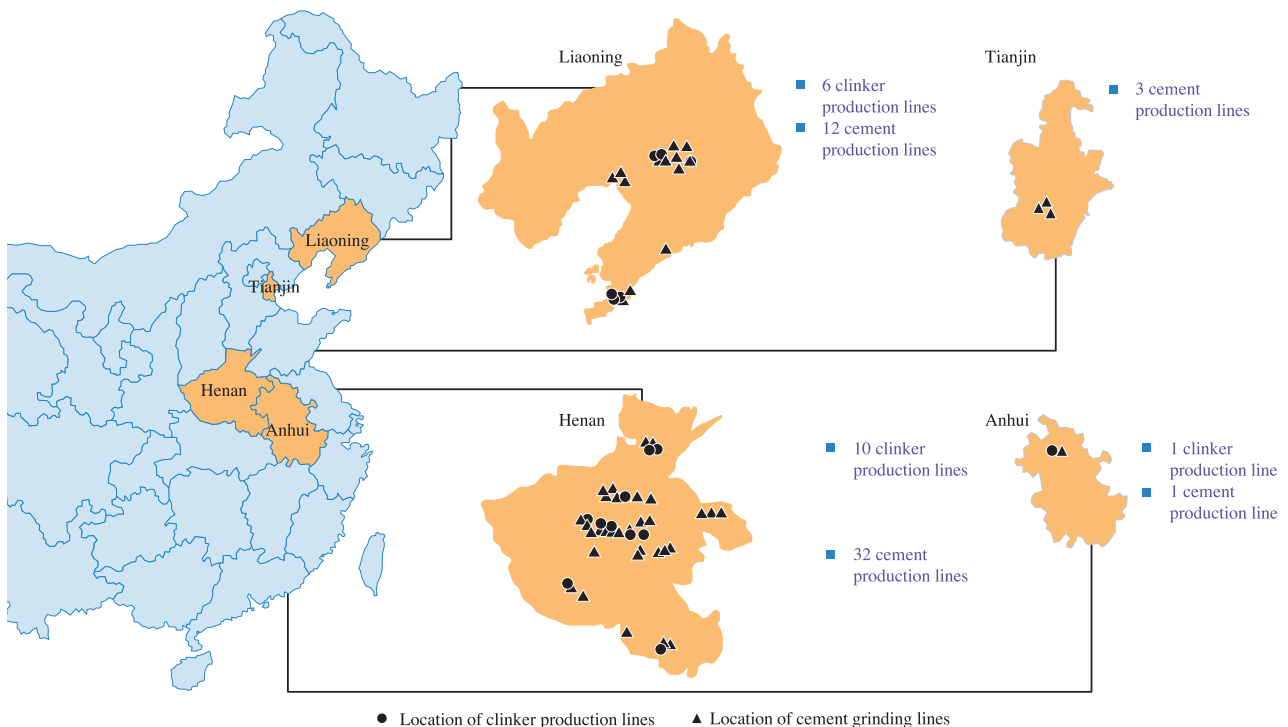 Liaoning
6 clinker
production lines
12 cement
production lines
Tianjin
3 cement
production lines
Liaoning
Tianjin
Henan
Anhui
Henan
10 clinker
production lines
32 cement
production lines
Anhui
1 clinker
production line
1 cement
production line
Location of clinker production lines
Location of cement grinding lines